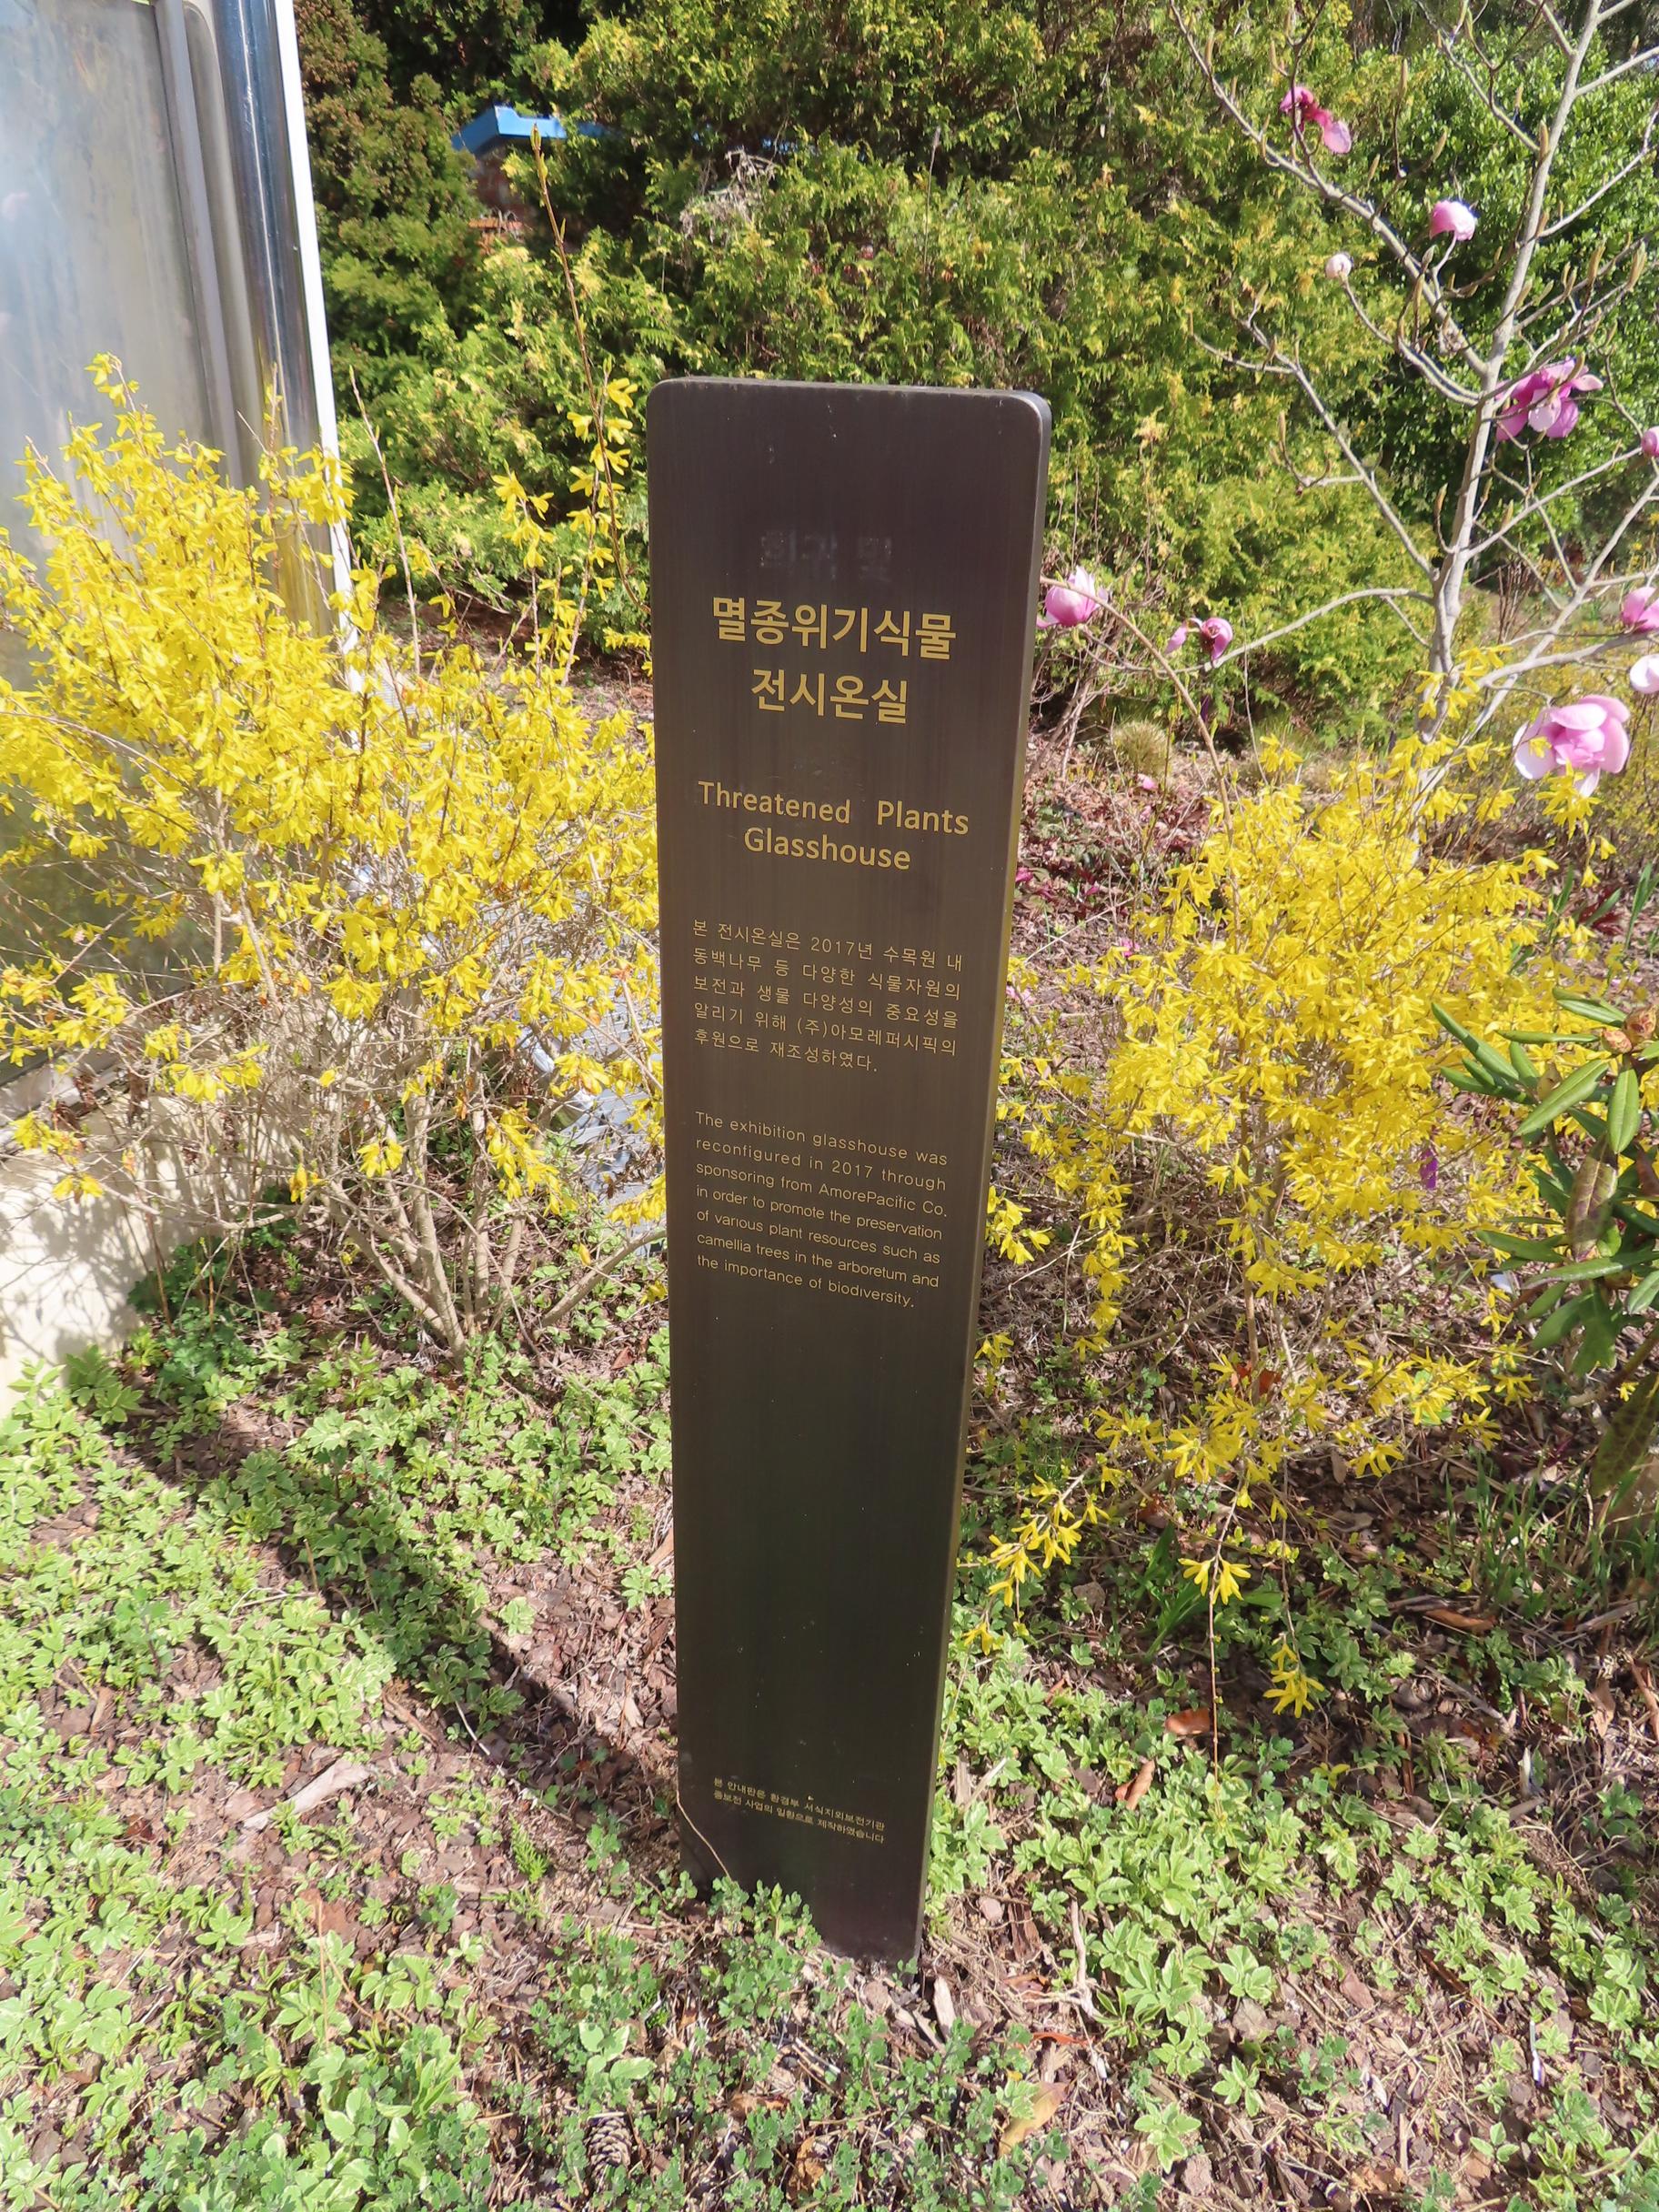 희귀 및
멸종위기식물
전시온실
Threatened Plants
Glasshouse
본 전시온실은 2017년 수목원 내
동백나무 등 다양한 식물자원의
보전과 생물 다양성의 중요성을
알리기 위해 (주)아모레퍼시픽의
후원으로 재조성하였다.
The exhibition glasshouse was
reconfigured in 2017 through
sponsoring from AmorePacific Co.
in order to promote the preservation
of various plant resources such as
camellia trees in the arboretum and
the importance of biodiversity.
본 안내판은 환경부 서식지외보전기관
종보전 사업의 일환으로 제작하였습니다